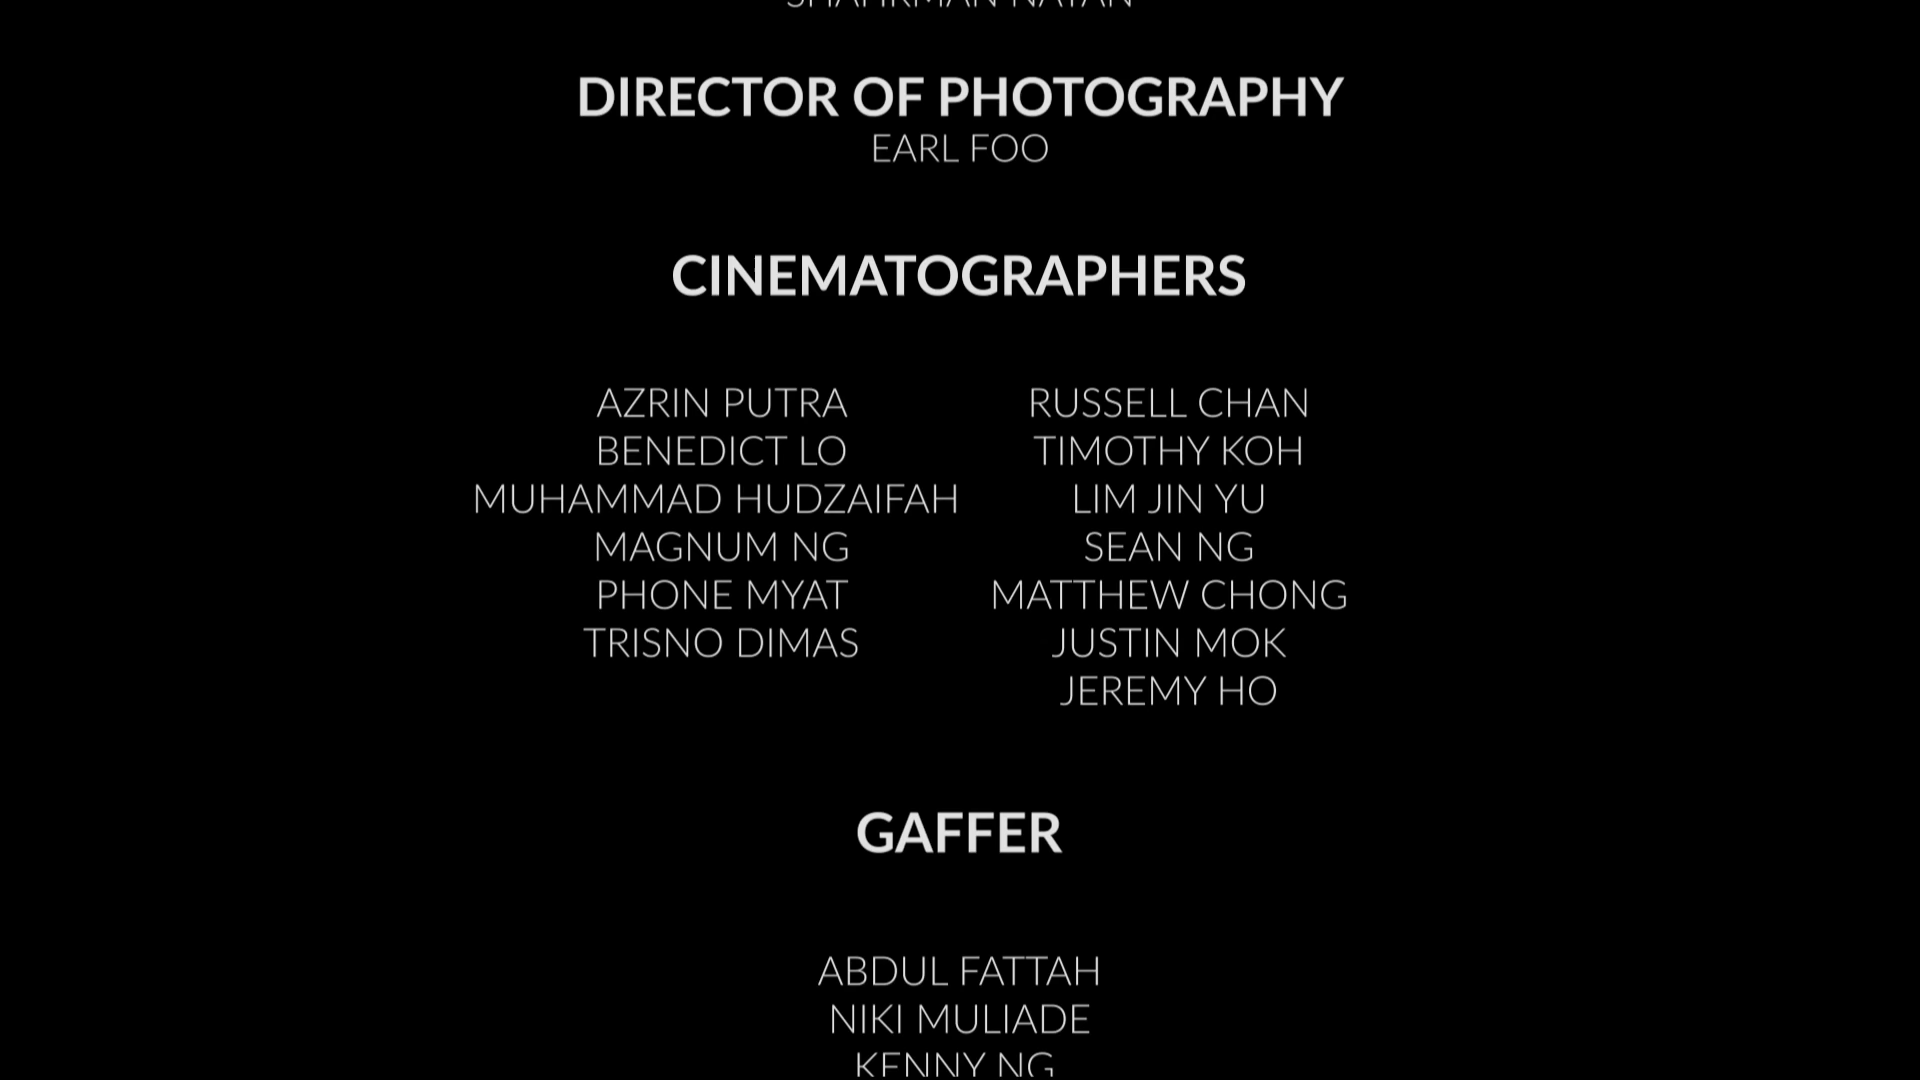 DIRECTOR OF PHOTOGRAPHY
EARL FOO
CINEMATOGRAPHERS
AZRIN PUTRA
BENEDICT LO
MUHAMMAD HUDZAIFAH
MAGNUM NG
PHONE MYAT
TRISNO DIMAS
RUSSELL CHAN
TIMOTHY KOH
LIM JIN YU
SEAN NG
MATTHEW CHONG
JUSTIN MOK
JEREMY HO
GAFFER
ABDUL FATTAH
NIKI MULIADE
KENNY NG